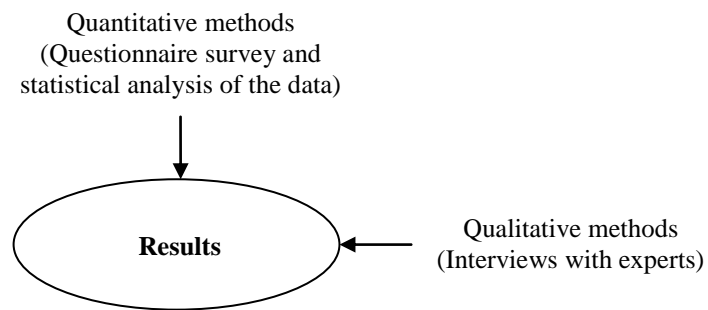 Quantitative methods
(Questionnaire survey and
statistical analysis of the data)
Results
Qualitative methods
(Interviews with experts)